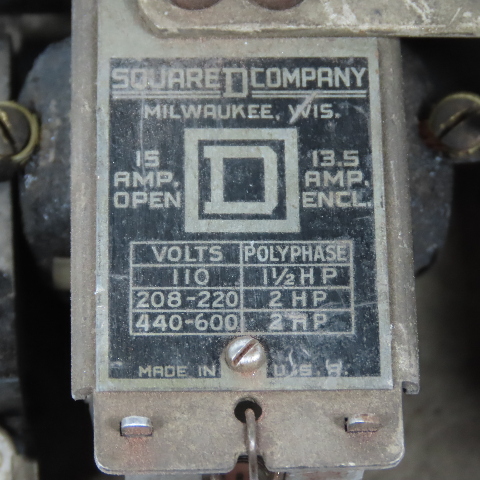 SQUARE D COMPANY
MILWAUKEE, WIS.
15 AMP. OPEN
D
13.5 AMP. ENCL.
VOLTS POLYPHASE
110 1½ HP
208-220 2 HP
440-600 2 HP
MADE IN U.S.A.